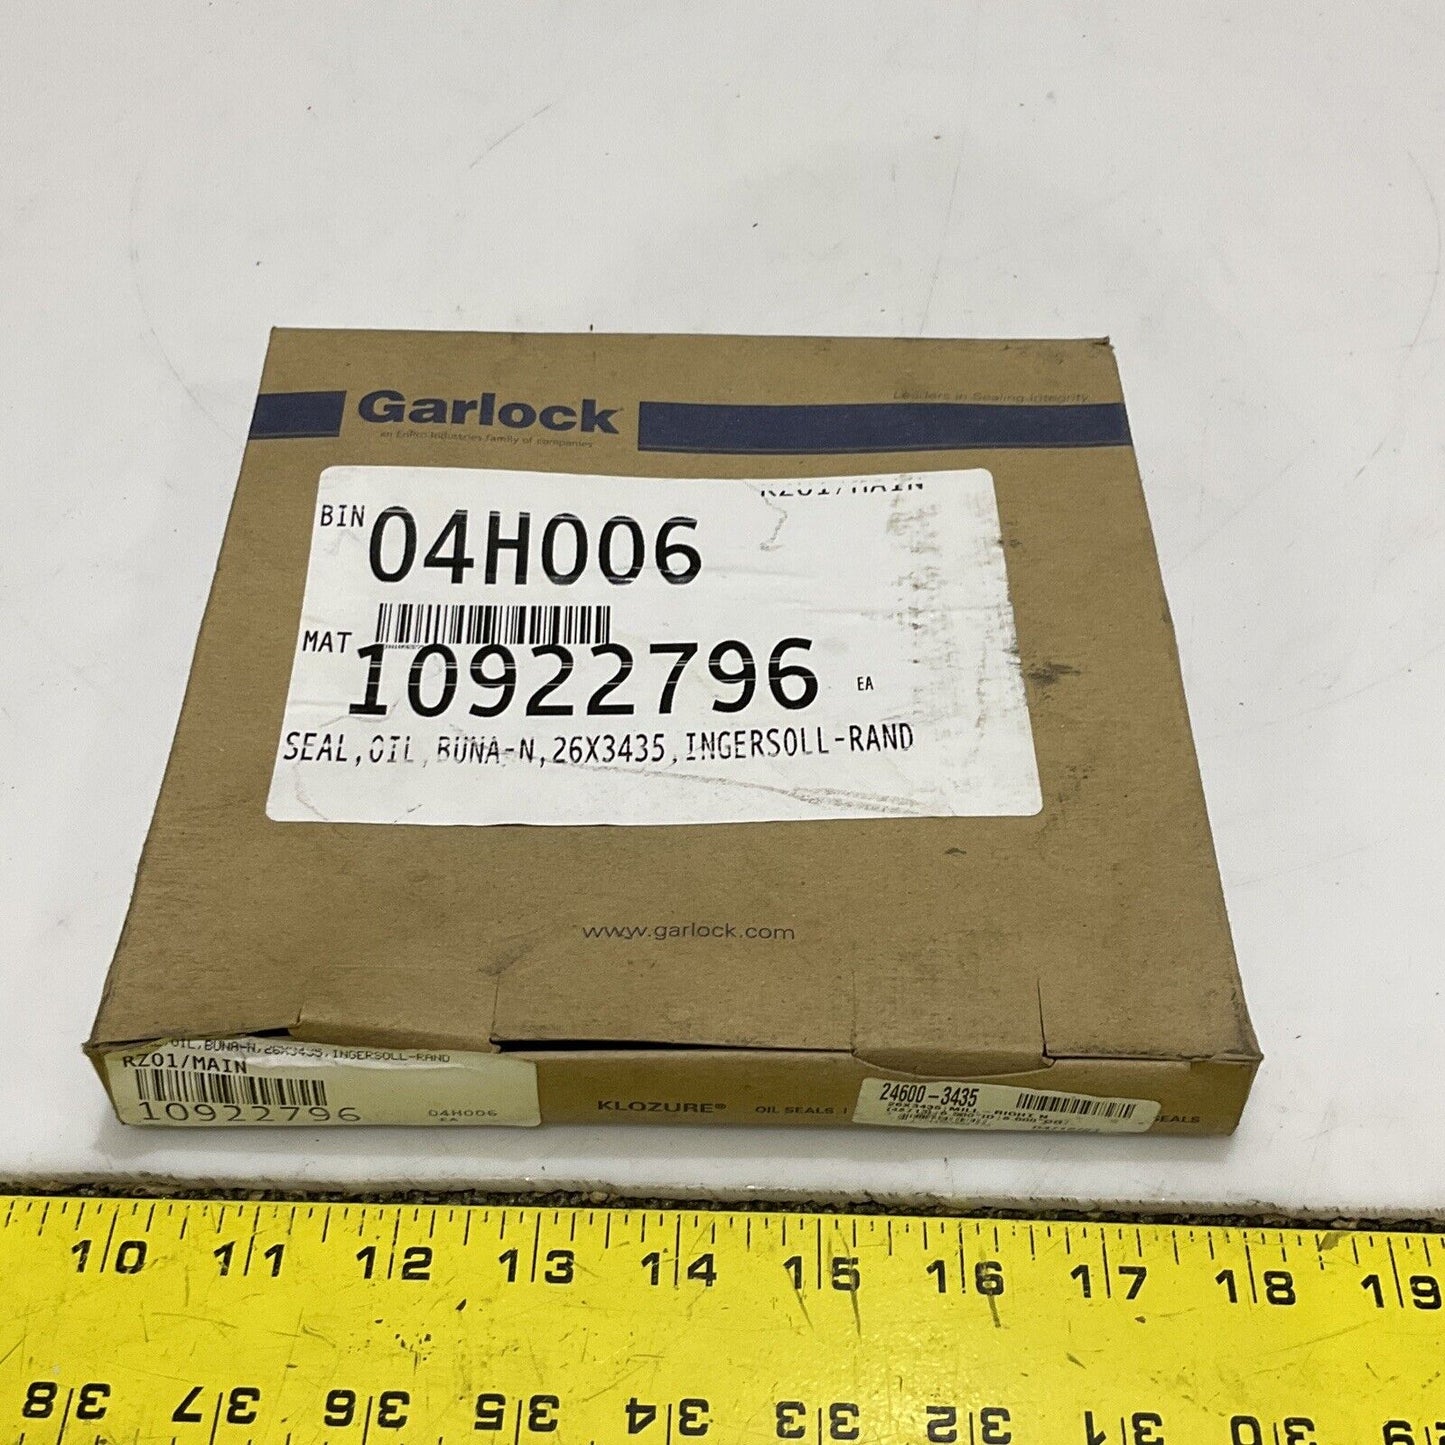 Garlock
an EnPro Industries family of companies
Leaders in Sealing Integrity
RZ01/MAIN
BIN 04H006
MAT 10922796 EA
SEAL,OIL,BUNA-N,26X3435,INGERSOLL-RAND
www.garlock.com
OIL,BUNA-N,26X3435,INGERSOLL-RAND
RZ01/MAIN
10922796
04H006
EA
KLOZURE® OIL SEALS
24600-3435
SEALS
10 11 12 13 14 15 16 17 18 19
38 37 36 35 34 33 32 31 30